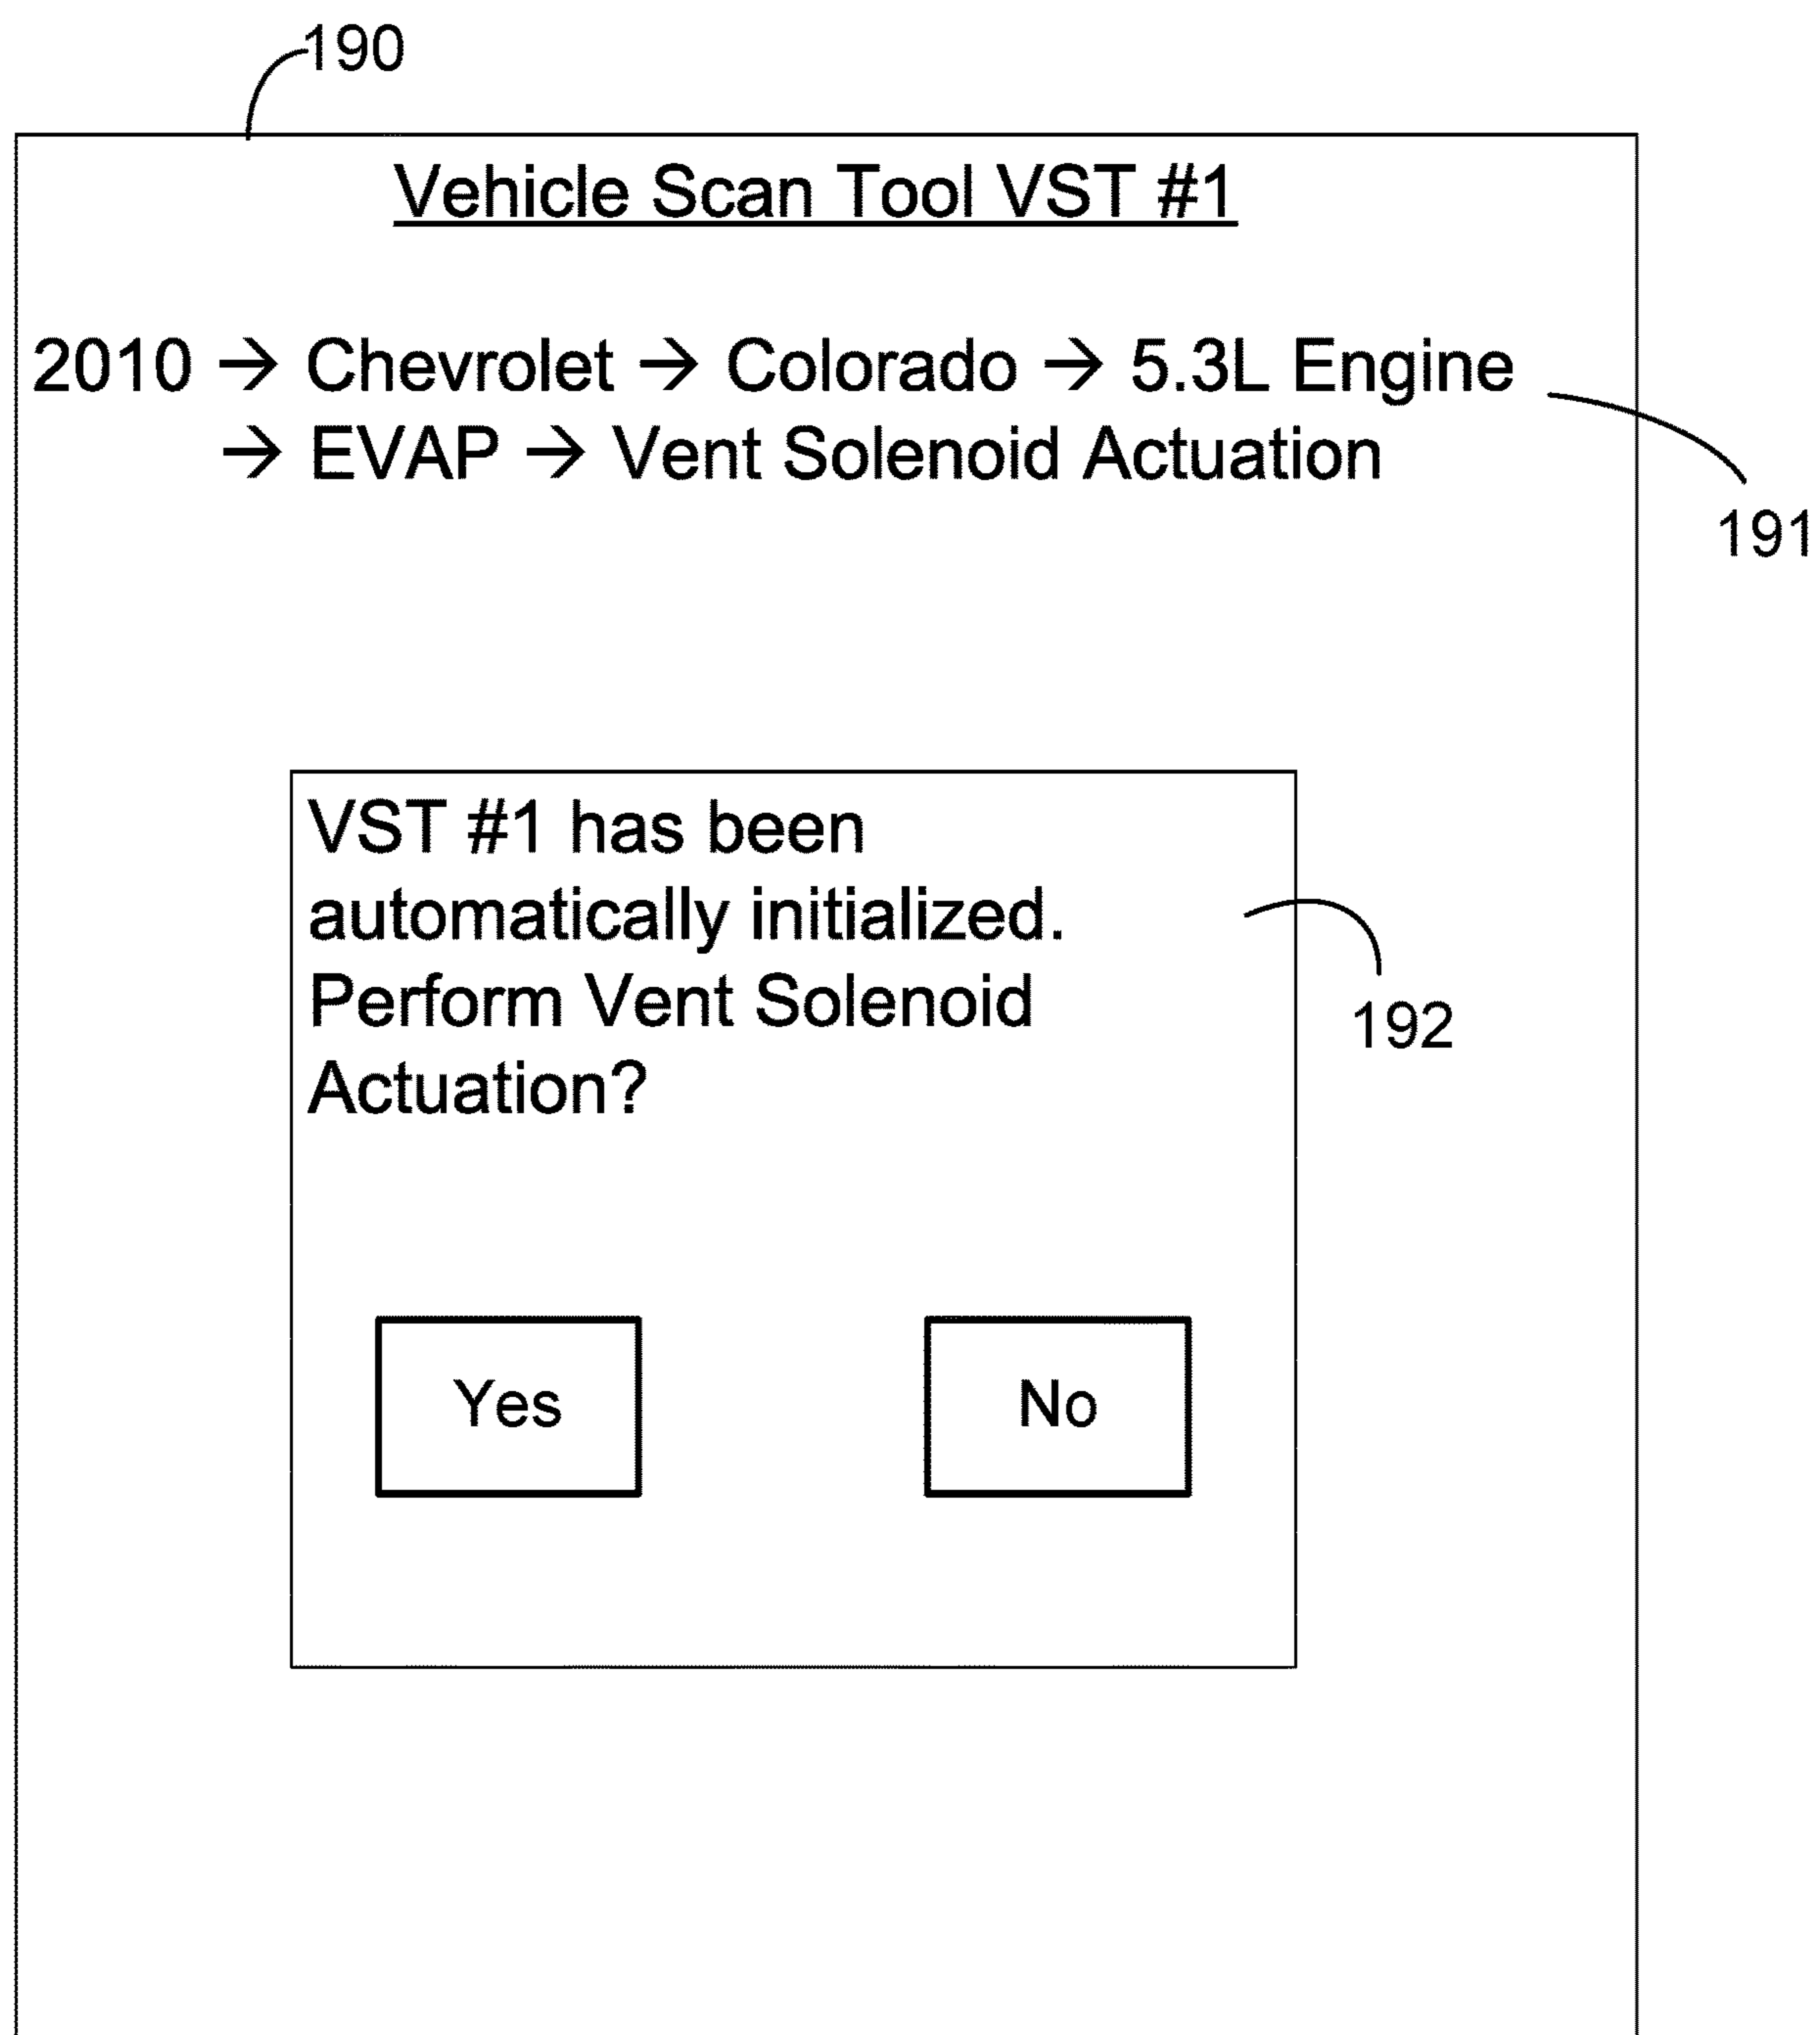 190
Vehicle Scan Tool VST #1
2010 → Chevrolet → Colorado → 5.3L Engine
→ EVAP → Vent Solenoid Actuation
191
VST #1 has been
automatically initialized.
Perform Vent Solenoid
Actuation?
192
Yes
No